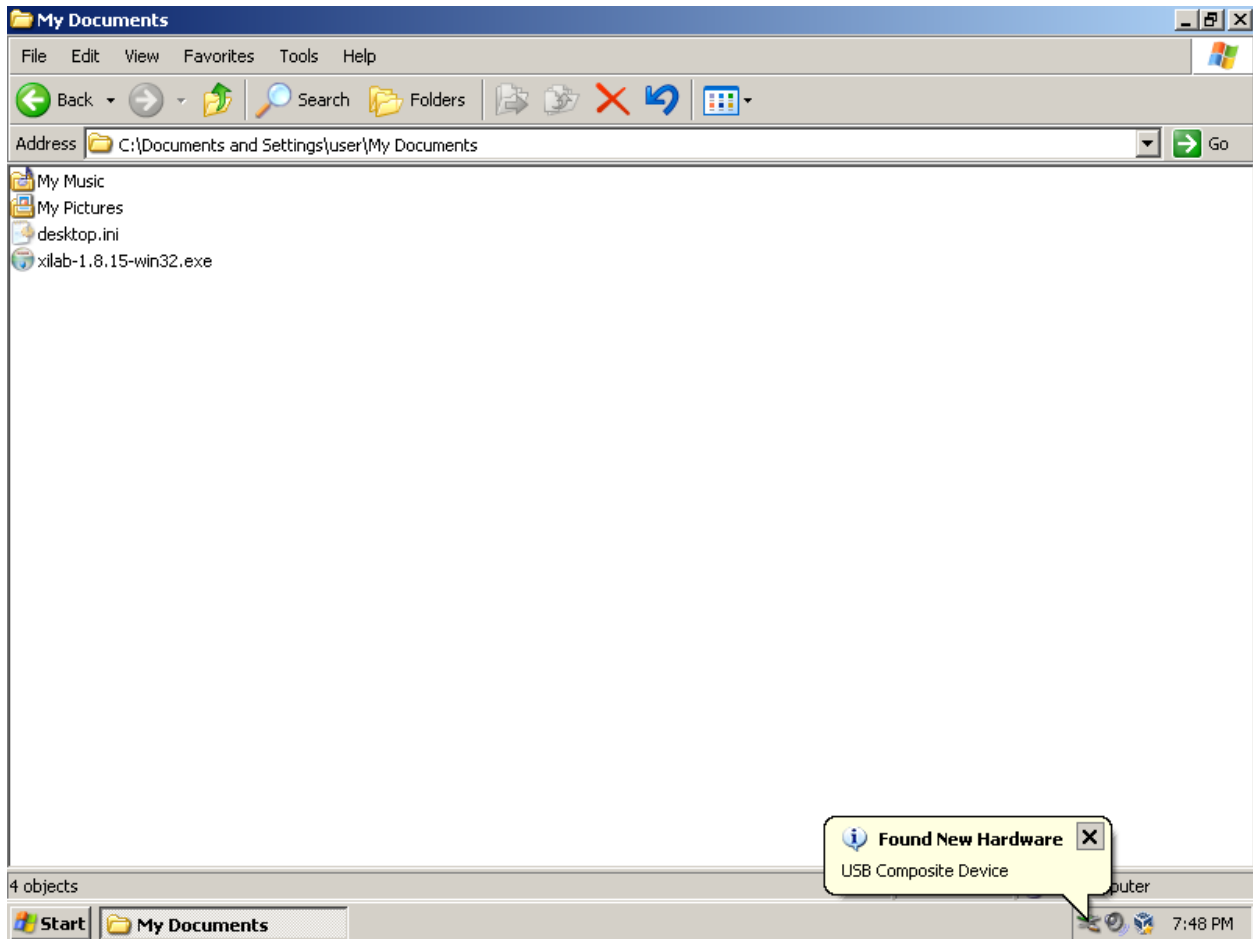 My Documents
File Edit View Favorites Tools Help
Back Search Folders
Address C:\Documents and Settings\user\My Documents Go
My Music
My Pictures
desktop.ini
xilab-1.8.15-win32.exe
Found New Hardware
USB Composite Device
4 objects
Start My Documents 7:48 PM